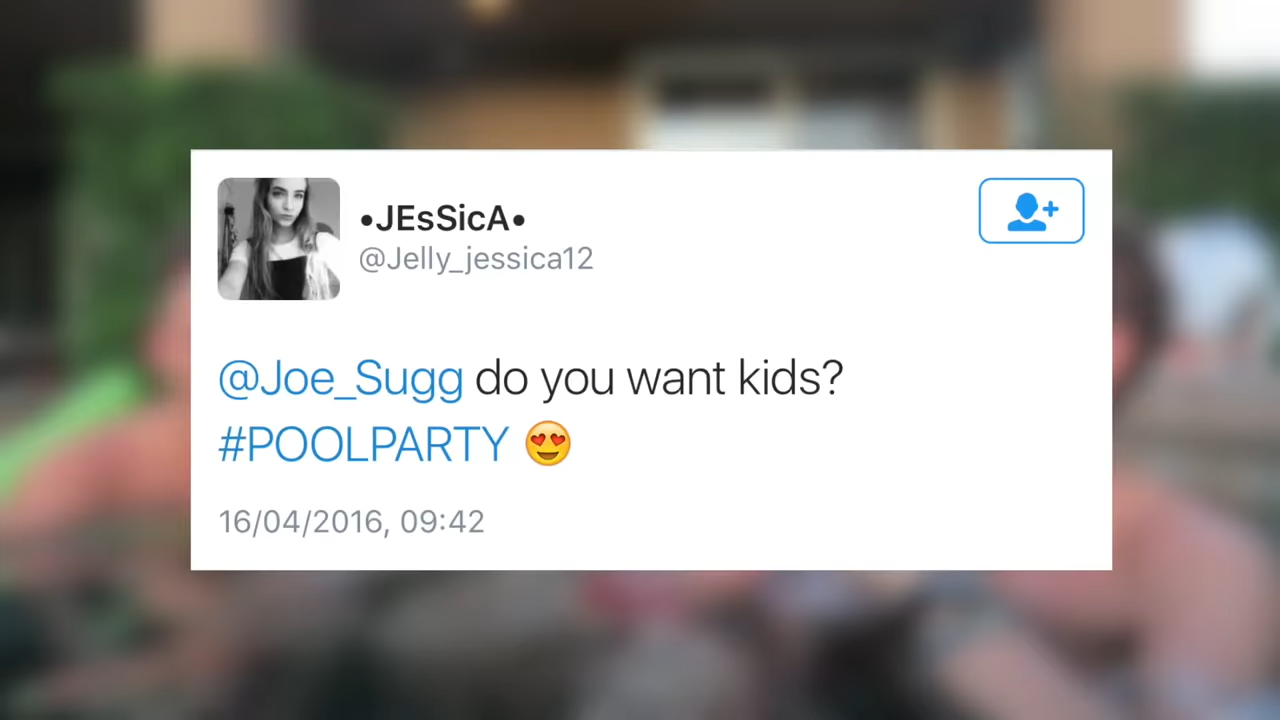 •JEsSicA•
@Jelly_jessica12
@Joe_Sugg do you want kids?
#POOLPARTY 😍
16/04/2016, 09:42